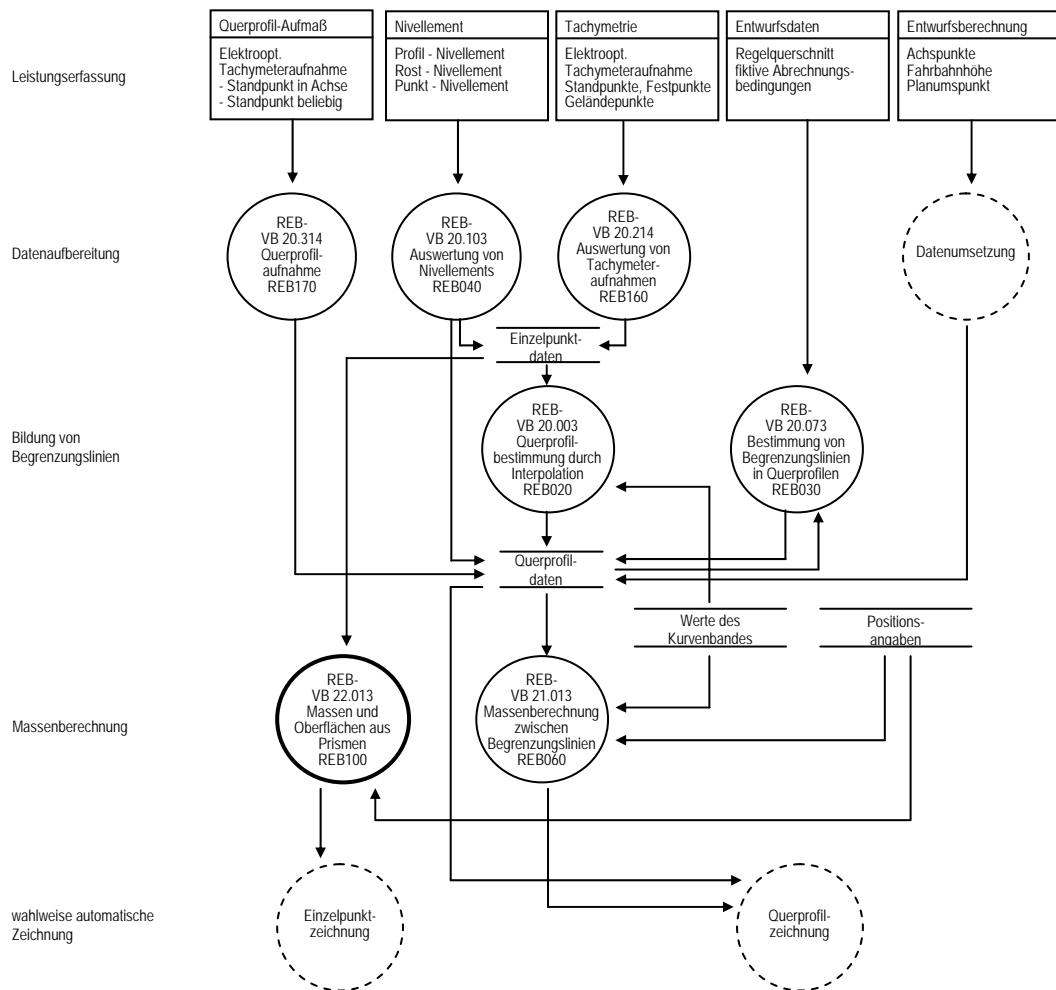 Leistungserfassung
Querprofil-Aufmaß
Elektroopt.
Tachymeteraufnahme
- Standpunkt in Achse
- Standpunkt beliebig
Nivellement
Profil - Nivellement
Rost - Nivellement
Punkt - Nivellement
Tachymetrie
Elektroopt.
Tachymeteraufnahme
Standpunkte, Festpunkte
Geländepunkte
Entwurfsdaten
Regelquerschnitt
fiktive Abrechnungs-
bedingungen
Entwurfsberechnung
Achspunkte
Fahrbahnhöhe
Planumspunkt
Datenaufbereitung
REB-
VB 20.314
Querprofil-
aufnahme
REB170
REB-
VB 20.103
Auswertung von
Nivellements
REB040
REB-
VB 20.214
Auswertung von
Tachymeter-
aufnahmen
REB160
Datenumsetzung
Einzelpunkt-
daten
Bildung von
Begrenzungslinien
REB-
VB 20.003
Querprofil-
bestimmung durch
Interpolation
REB020
REB-
VB 20.073
Bestimmung von
Begrenzungslinien
in Querprofilen
REB030
Querprofil-
daten
Werte des
Kurvenbandes
Positions-
angaben
Massenberechnung
REB-
VB 22.013
Massen und
Oberflächen aus
Prismen
REB100
REB-
VB 21.013
Massenberechnung
zwischen
Begrenzungslinien
REB060
wahlweise automatische
Zeichnung
Einzelpunkt-
zeichnung
Querprofil-
zeichnung